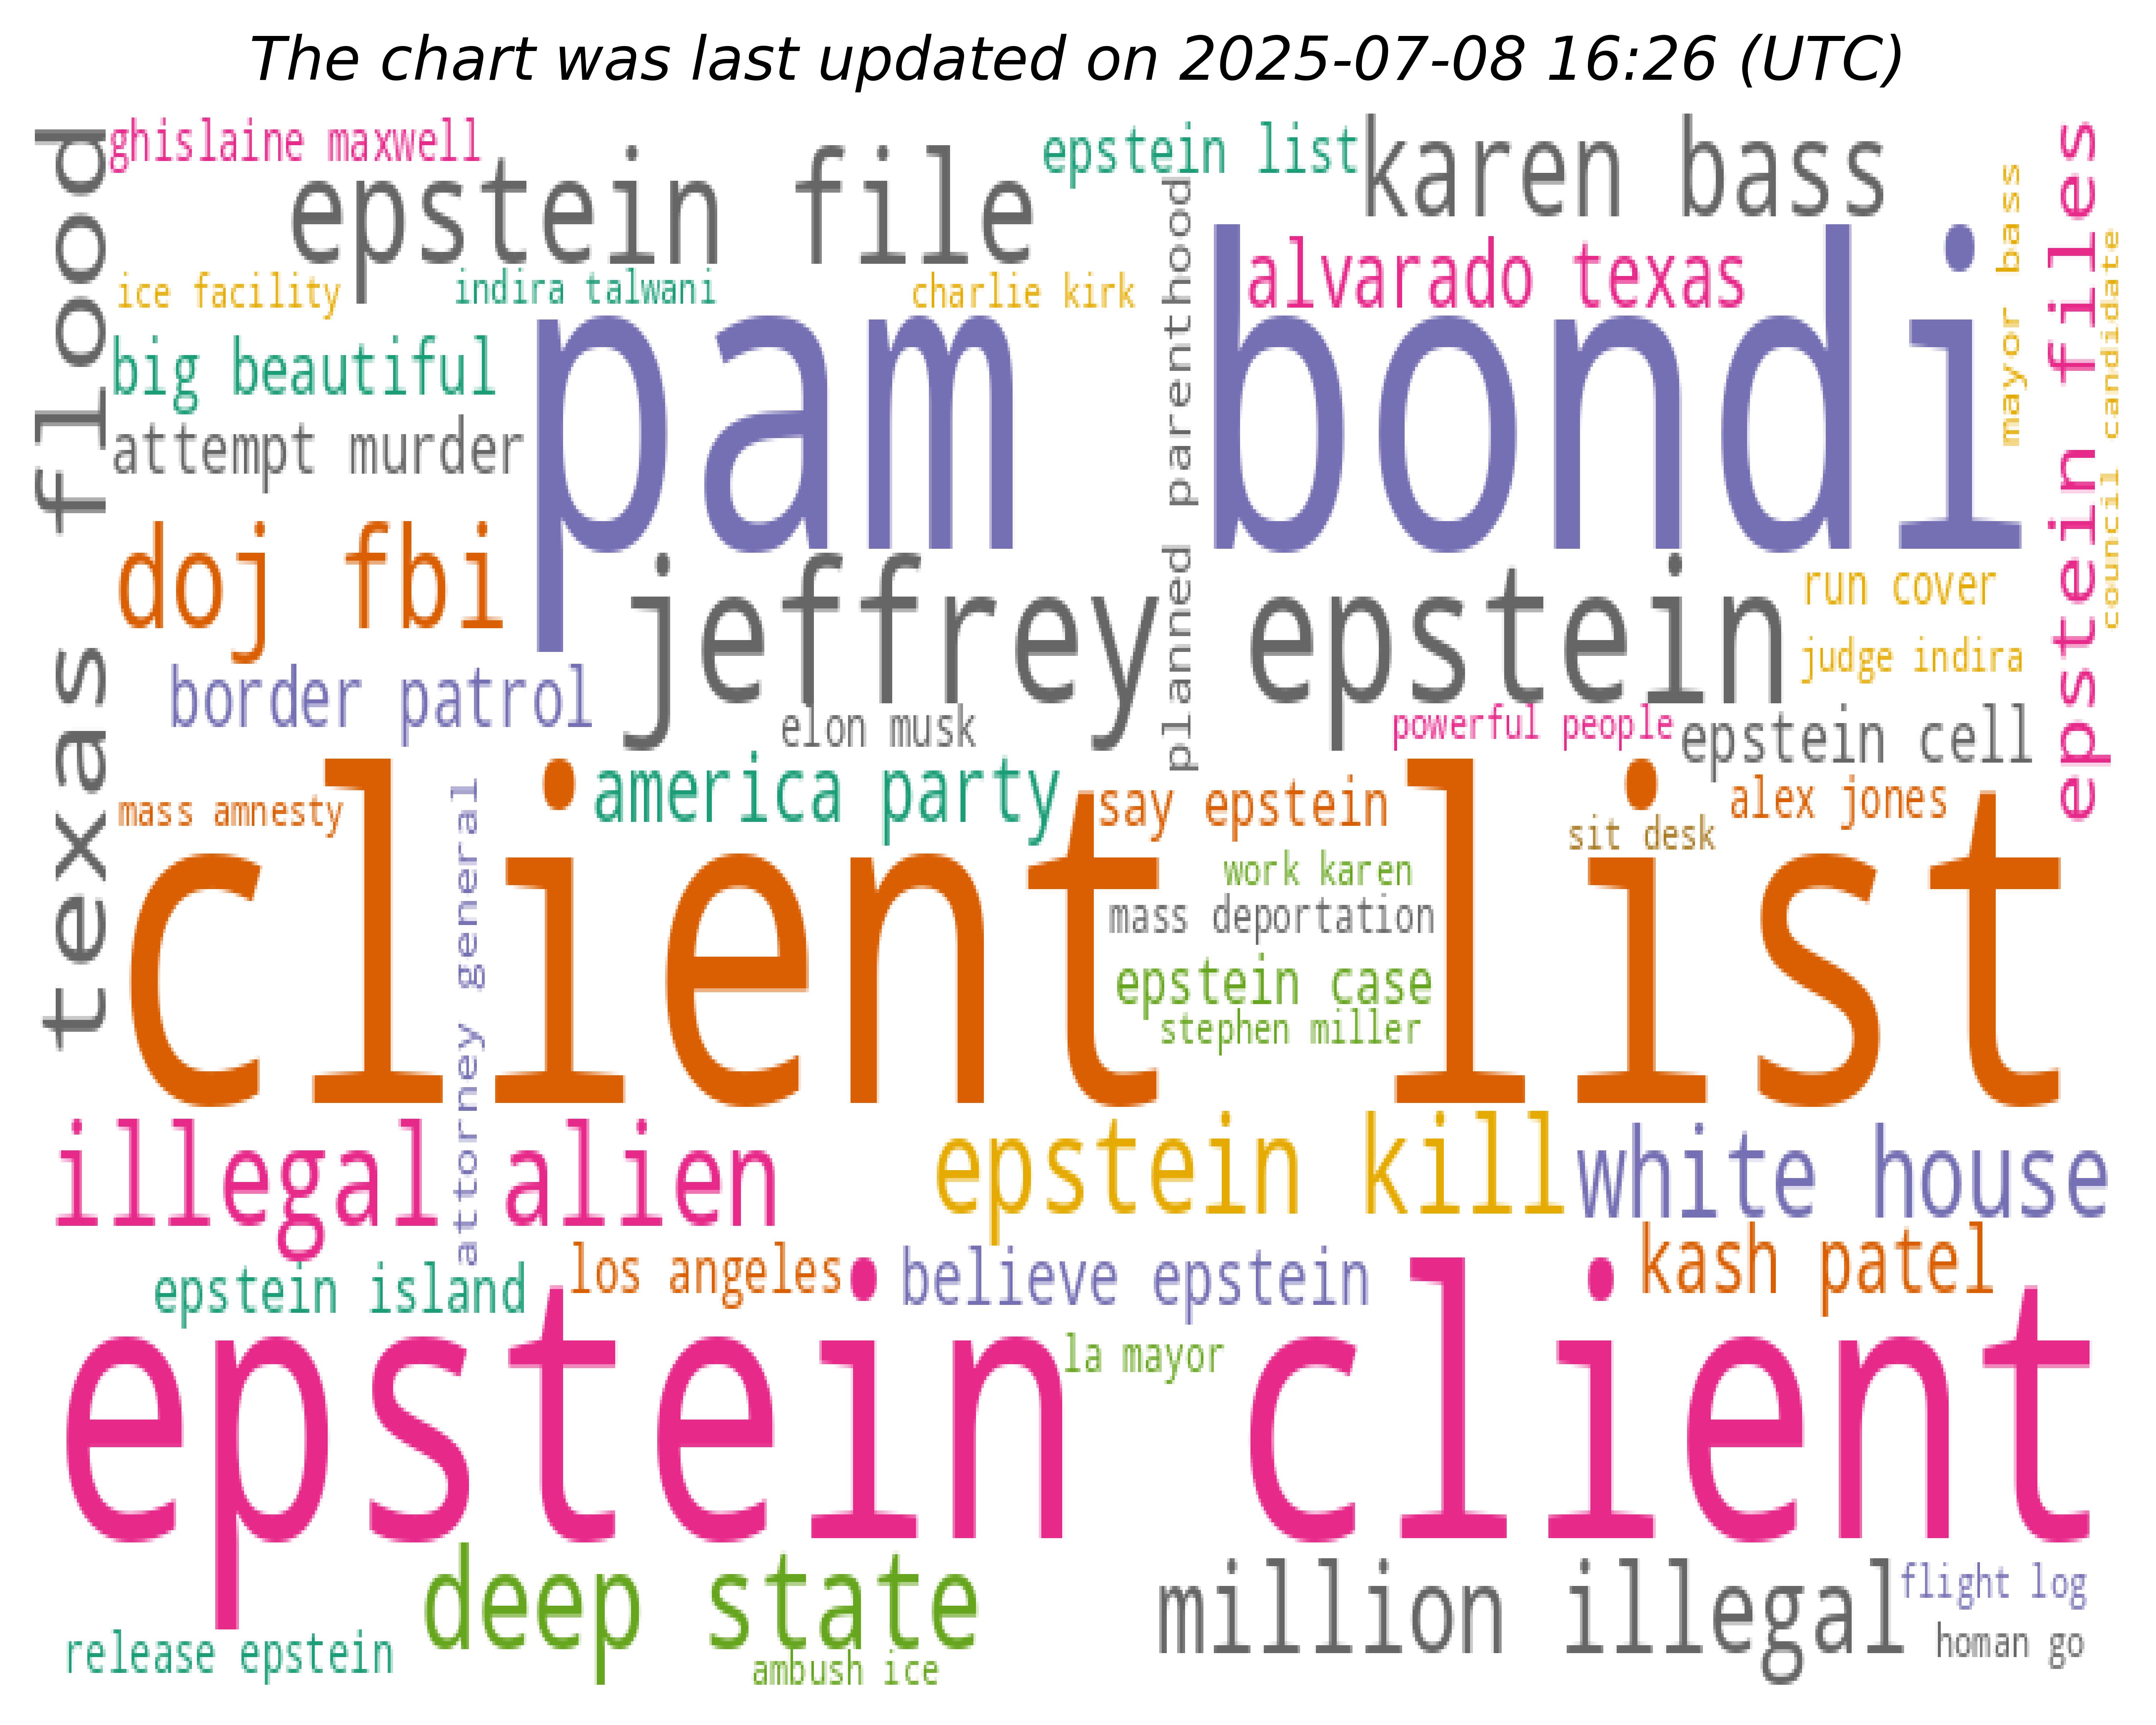 The chart was last updated on 2025-07-08 16:26 (UTC)
texas flood
ghislaine maxwell
epstein file
epstein list
karen bass
epstein files
mayor bass
council candidate
planned parenthood
alvarado texas
ice facility
indira talwani
charlie kirk
pam bondi
big beautiful
attempt murder
doj fbi
jeffrey epstein
run cover
judge indira
border patrol
elon musk
powerful people
epstein cell
america party
say epstein
alex jones
mass amnesty
attorney general
sit desk
client list
work karen
mass deportation
epstein case
stephen miller
illegal alien
epstein kill
white house
kash patel
epstein island
los angeles
believe epstein
la mayor
epstein client
deep state
million illegal
flight log
release epstein
ambush ice
homan go